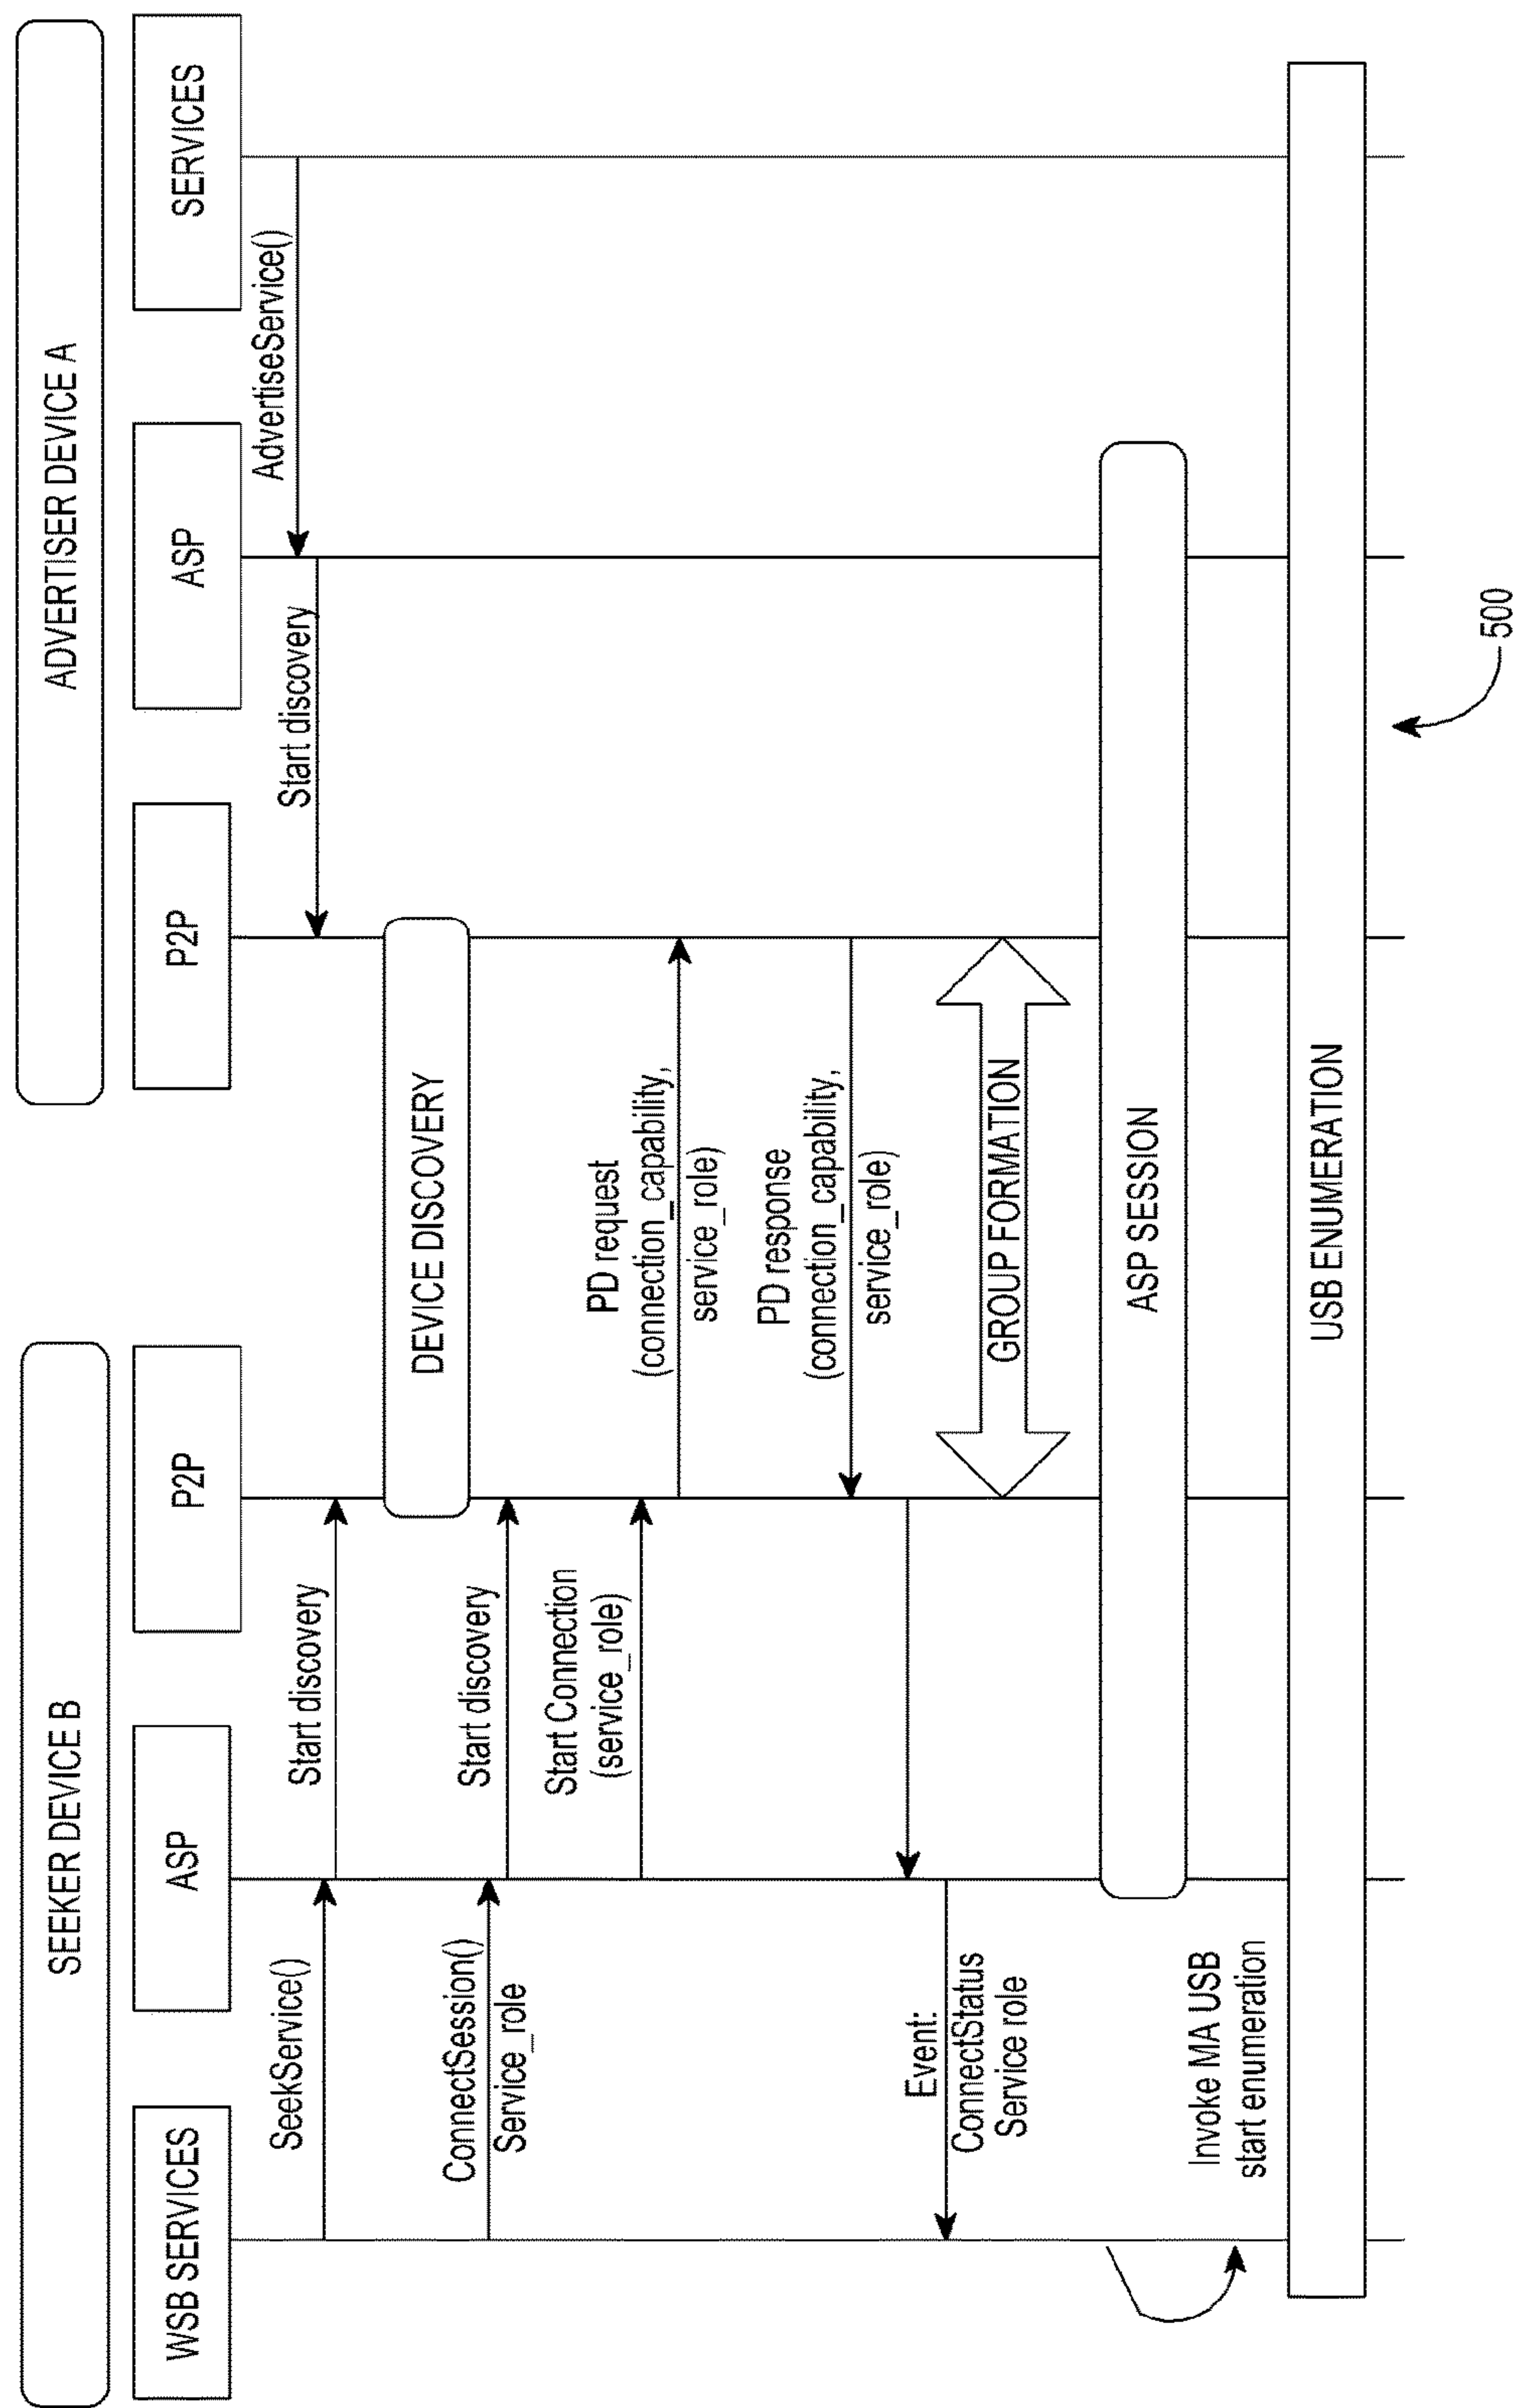 SEEKER DEVICE B
ADVERTISER DEVICE A
WSB SERVICES
ASP
P2P
P2P
ASP
SERVICES
AdvertiseService()
Start discovery
SeekService()
Start discovery
DEVICE DISCOVERY
ConnectSession()
Service_role
Start discovery
Start Connection
(service_role)
PD request
(connection_capability,
service_role)
PD response
(connection_capability,
service_role)
Event:
ConnectStatus
Service role
GROUP FORMATION
ASP SESSION
Invoke MA USB
start enumeration
USB ENUMERATION
500